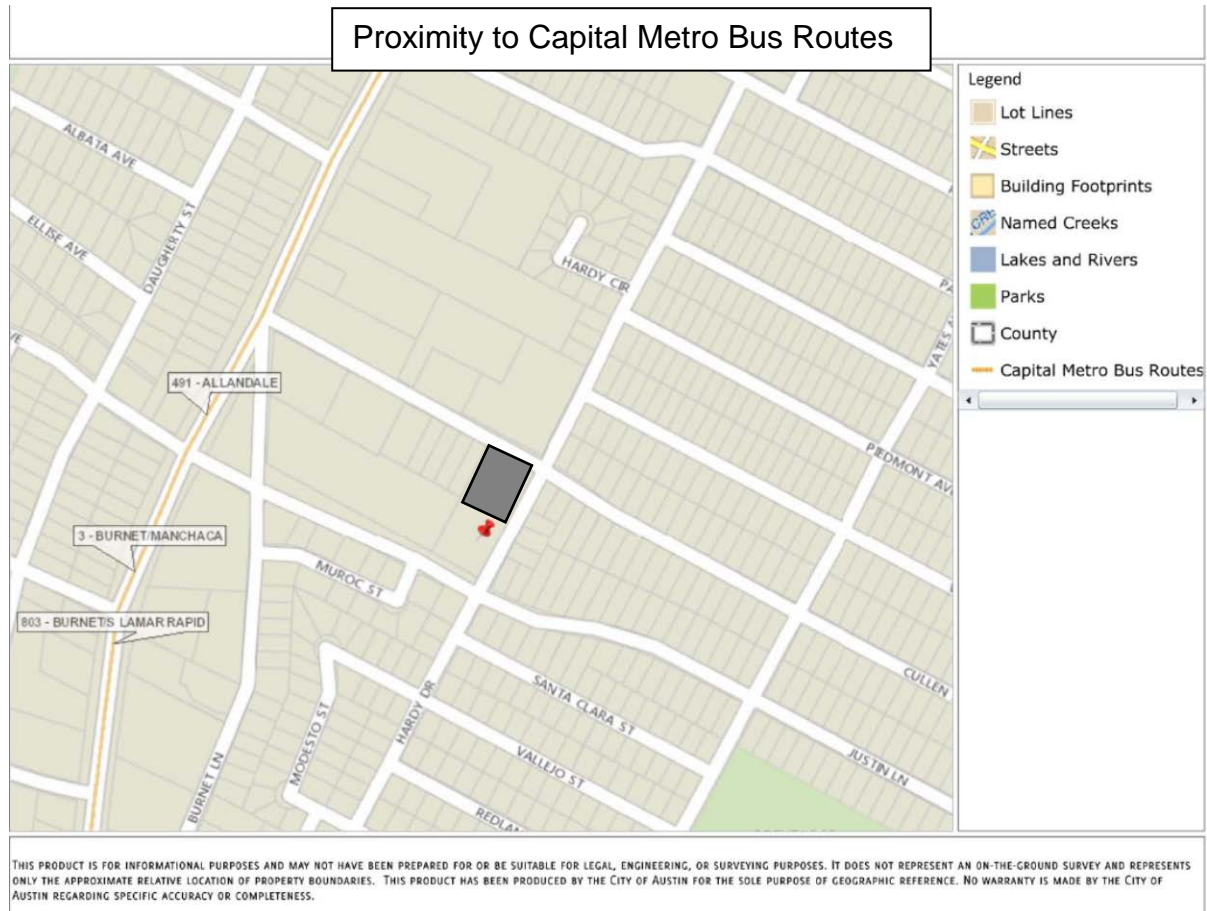 Proximity to Capital Metro Bus Routes
Legend
Lot Lines
Streets
Building Footprints
Named Creeks
Lakes and Rivers
Parks
County
Capital Metro Bus Routes
ALBATA AVE
ELLISE AVE
DAUGHERTY ST
HARDY CIR
YATES A
491 - ALLANDALE
PIEDMONT AV
3 - BURNET/MANCHACA
MUROC ST
803 - BURNET/S LAMAR RAPID
CULLEN
SANTA CLARA ST
HARDY DR
MODESTO ST
VALLEJO ST
JUSTIN LN
BURNET LN
REDLA
THIS PRODUCT IS FOR INFORMATIONAL PURPOSES AND MAY NOT HAVE BEEN PREPARED FOR OR BE SUITABLE FOR LEGAL, ENGINEERING, OR SURVEYING PURPOSES. IT DOES NOT REPRESENT AN ON-THE-GROUND SURVEY AND REPRESENTS
ONLY THE APPROXIMATE RELATIVE LOCATION OF PROPERTY BOUNDARIES. THIS PRODUCT HAS BEEN PRODUCED BY THE CITY OF AUSTIN FOR THE SOLE PURPOSE OF GEOGRAPHIC REFERENCE. NO WARRANTY IS MADE BY THE CITY OF
AUSTIN REGARDING SPECIFIC ACCURACY OR COMPLETENESS.